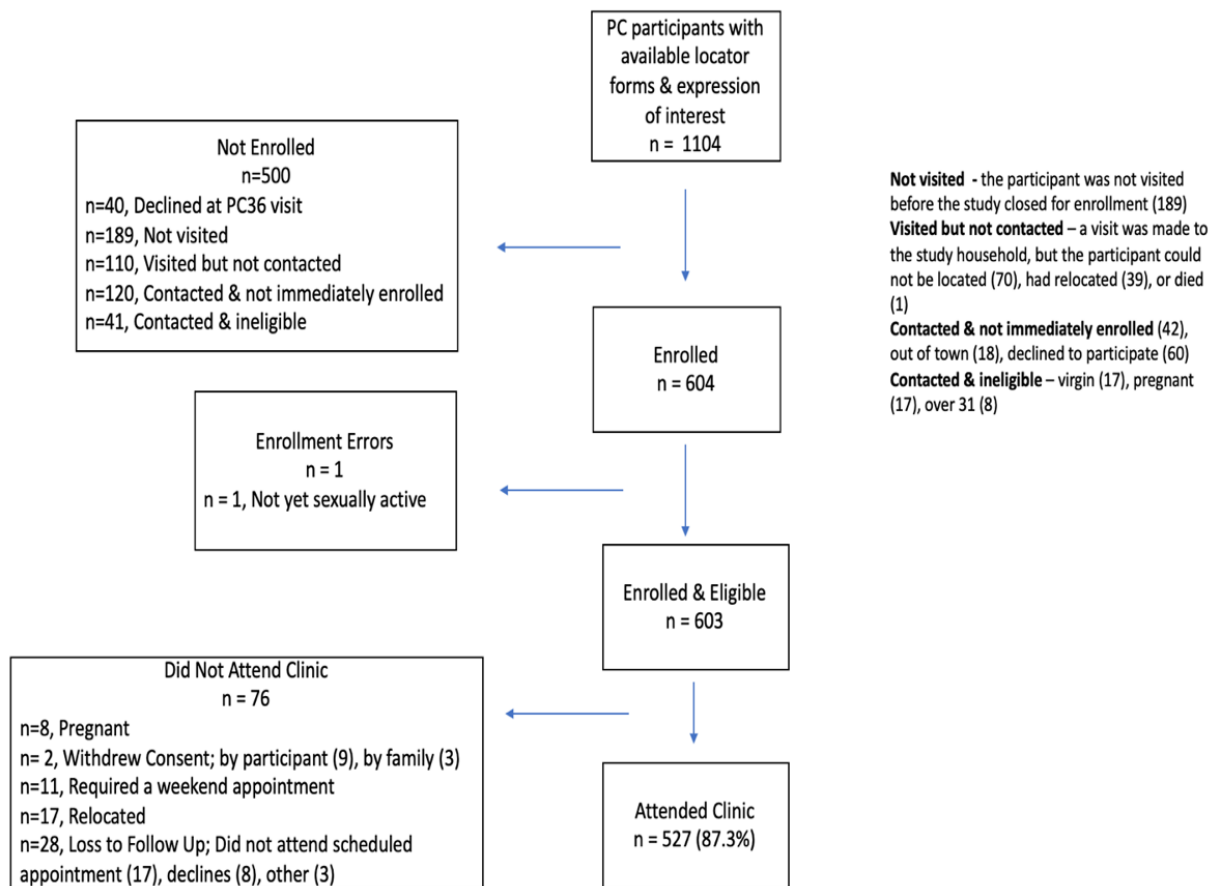 PC participants with
available locator
forms & expression
of interest
n = 1104
Not Enrolled
n=500
n=40, Declined at PC36 visit
n=189, Not visited
n=110, Visited but not contacted
n=120, Contacted & not immediately enrolled
n=41, Contacted & ineligible
Not visited - the participant was not visited
before the study closed for enrollment (189)
Visited but not contacted – a visit was made to
the study household, but the participant could
not be located (70), had relocated (39), or died
(1)
Contacted & not immediately enrolled (42),
out of town (18), declined to participate (60)
Contacted & ineligible – virgin (17), pregnant
(17), over 31 (8)
Enrolled
n = 604
Enrollment Errors
n = 1
n = 1, Not yet sexually active
Enrolled & Eligible
n = 603
Did Not Attend Clinic
n = 76
n=8, Pregnant
n= 2, Withdrew Consent; by participant (9), by family (3)
n=11, Required a weekend appointment
n=17, Relocated
n=28, Loss to Follow Up; Did not attend scheduled
appointment (17), declines (8), other (3)
Attended Clinic
n = 527 (87.3%)